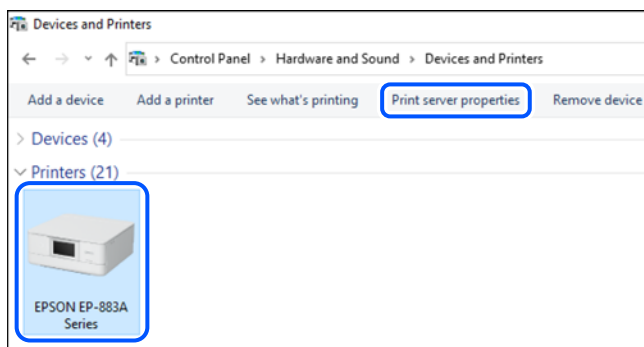 Devices and Printers
Control Panel > Hardware and Sound > Devices and Printers
Add a device Add a printer See what's printing Print server properties Remove device
Devices (4)
Printers (21)
EPSON EP-883A
Series